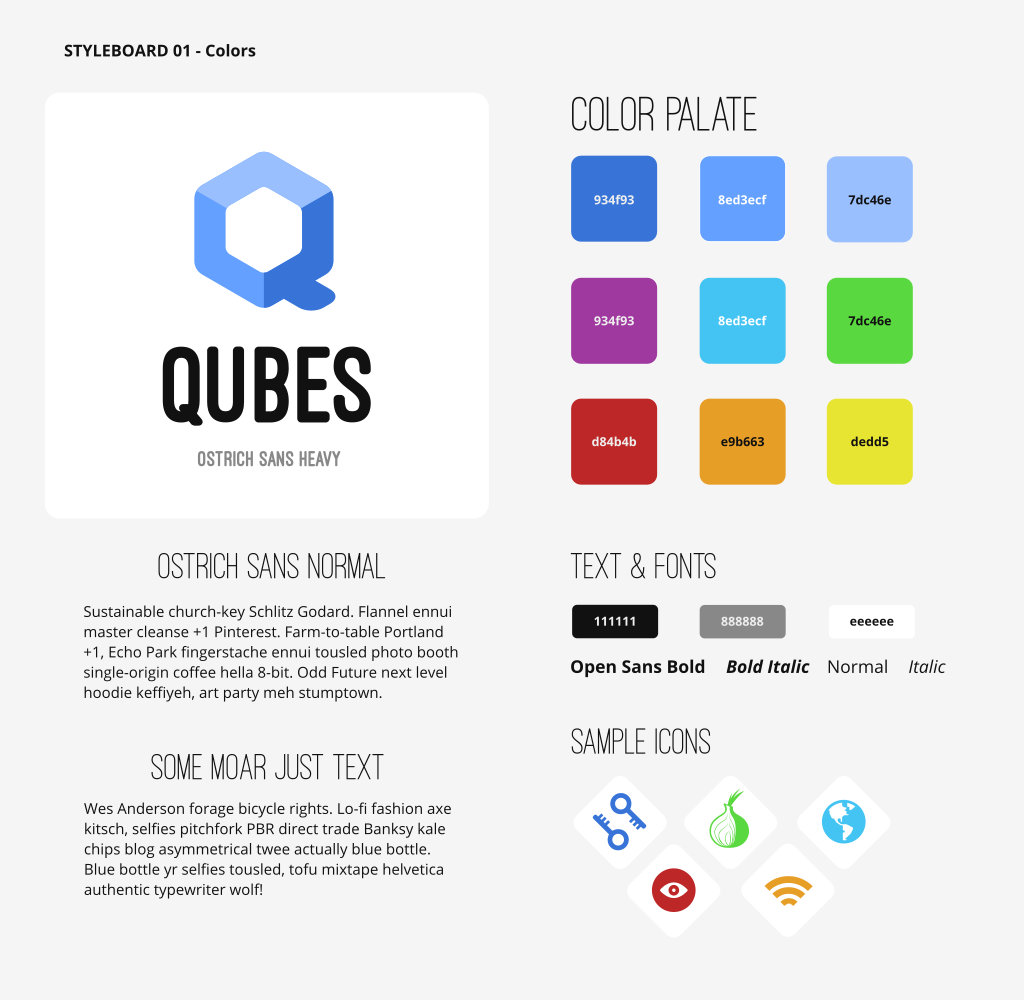 STYLEBOARD 01 - Colors
QUBES
OSTRICH SANS HEAVY
COLOR PALATE
934f93 8ed3ecf 7dc46e
934f93 8ed3ecf 7dc46e
d84b4b e9b663 dedd5
OSTRICH SANS NORMAL
Sustainable church-key Schlitz Godard. Flannel ennui
master cleanse +1 Pinterest. Farm-to-table Portland
+1, Echo Park fingerstache ennui tousled photo booth
single-origin coffee hella 8-bit. Odd Future next level
hoodie keffiyeh, art party meh stumptown.
SOME MOAR JUST TEXT
Wes Anderson forage bicycle rights. Lo-fi fashion axe
kitsch, selfies pitchfork PBR direct trade Banksy kale
chips blog asymmetrical twee actually blue bottle.
Blue bottle yr selfies tousled, tofu mixtape helvetica
authentic typewriter wolf!
TEXT & FONTS
111111 888888 eeeeee
Open Sans Bold Bold Italic Normal Italic
SAMPLE ICONS